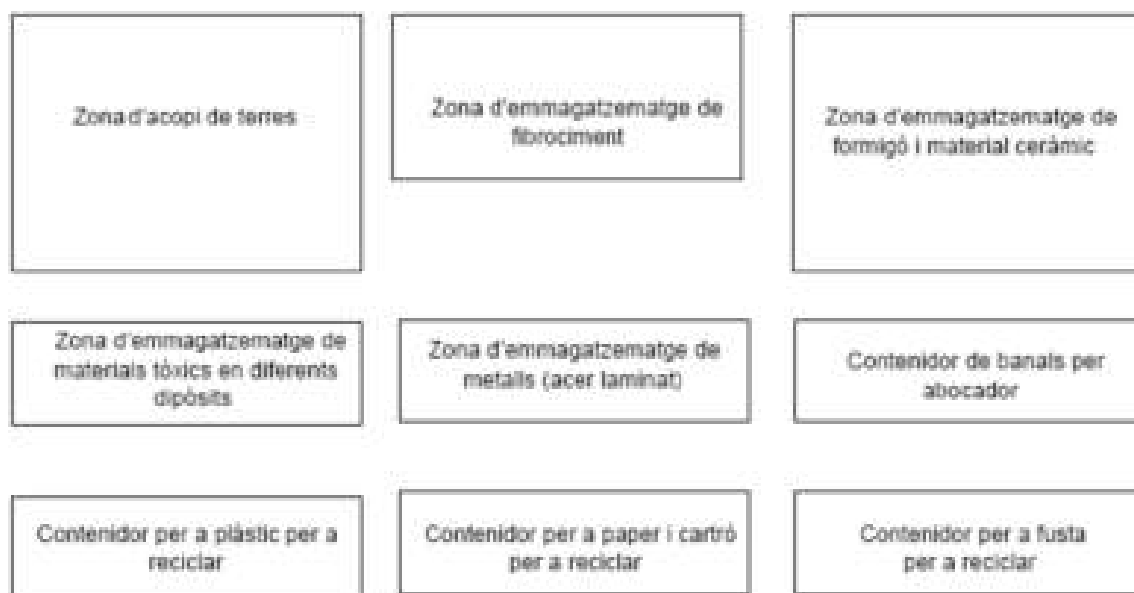 Zona d'acopi de terres
Zona d'emmagatzematge de
fibrociment
Zona d'emmagatzematge de
formigó i material ceràmic
Zona d'emmagatzematge de
materials tòxics en diferents
dipòsits
Zona d'emmagatzematge de
metalls (acer laminat)
Contenidor de banals per
abocador
Contenidor per a plàstic per a
reciclar
Contenidor per a paper i cartró
per a reciclar
Contenidor per a fusta
per a reciclar